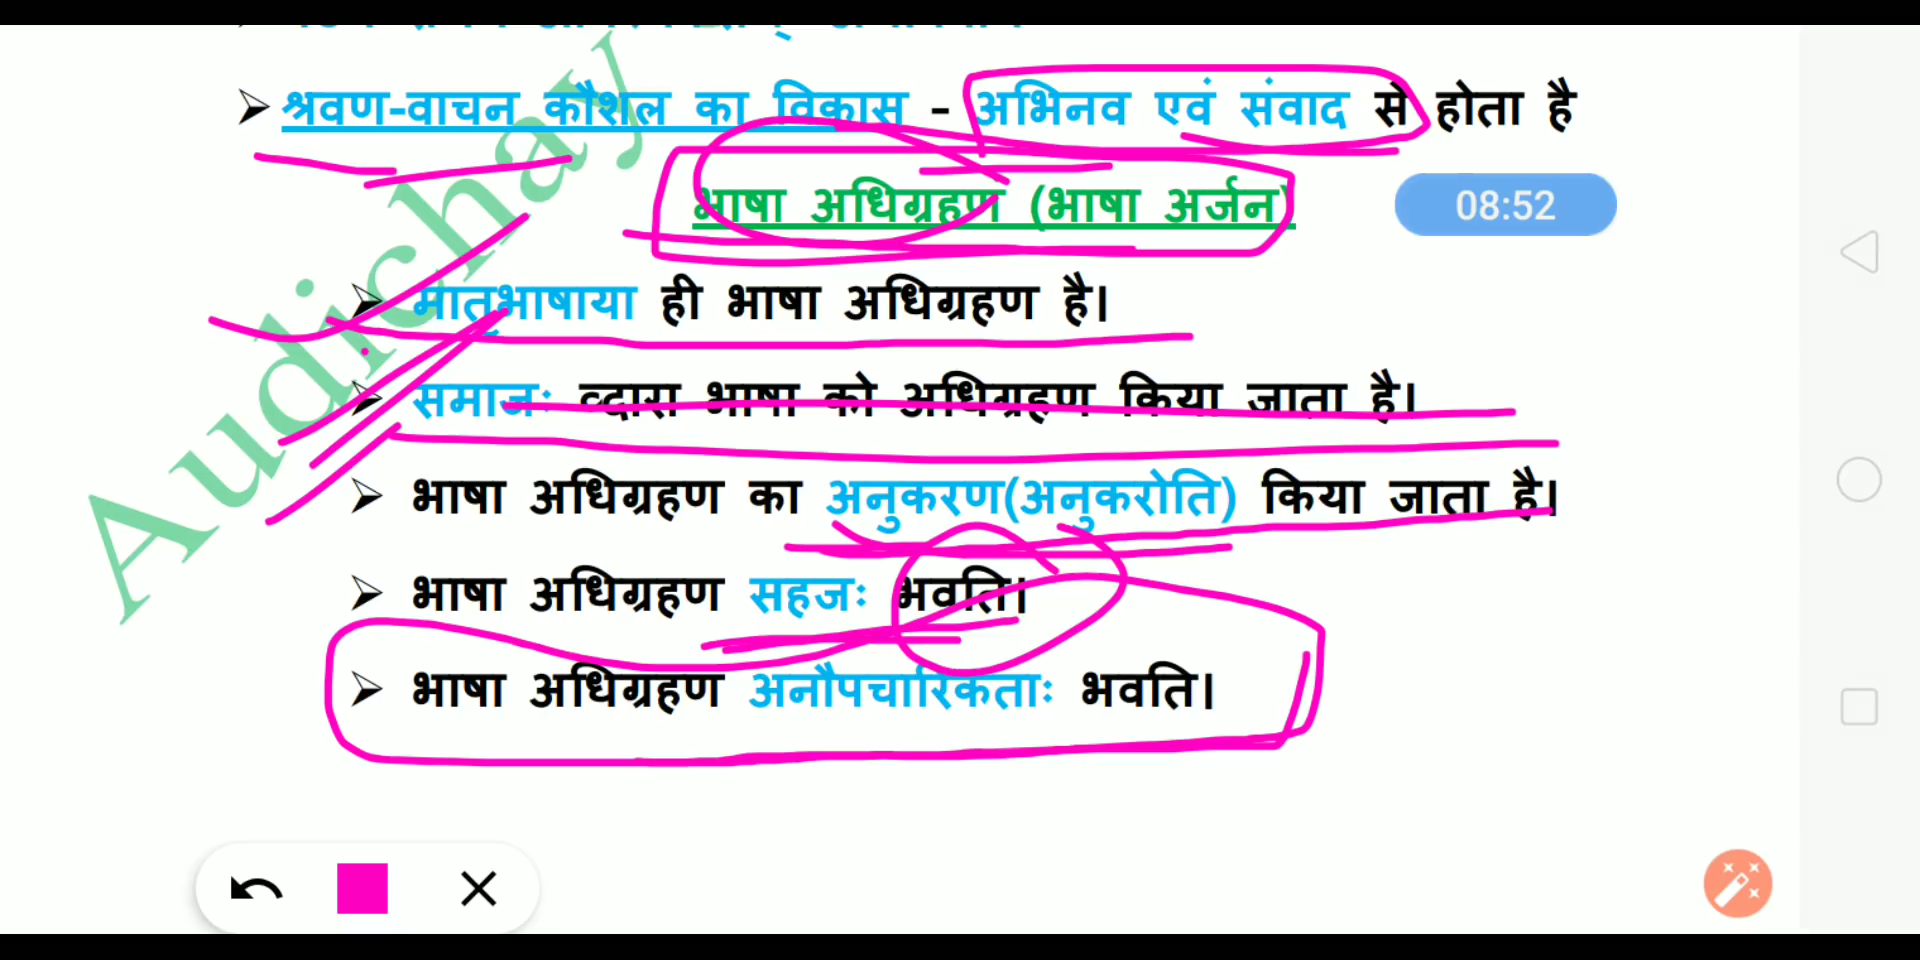 श्रवण-वाचन कौशल का विकास - अभिनव एवं संवाद से होता है
भाषा अधिग्रहण (भाषा अर्जन)
08:52
मातृभाषाया ही भाषा अधिग्रहण है।
समाजः व्दारा भाषा को अधिग्रहण किया जाता है।
भाषा अधिग्रहण का अनुकरण(अनुकरोति) किया जाता है।
भाषा अधिग्रहण सहजः भवति।
भाषा अधिग्रहण अनौपचारिकताः भवति।
Audichay